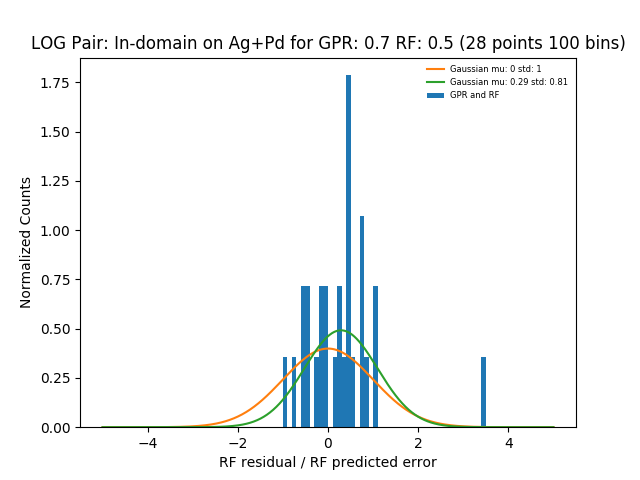 LOG Pair: In-domain on Ag+Pd for GPR: 0.7 RF: 0.5 (28 points 100 bins)
Gaussian mu: 0 std: 1
Gaussian mu: 0.29 std: 0.81
GPR and RF
Normalized Counts
1.75
1.50
1.25
1.00
0.75
0.50
0.25
0.00
−4
−2
0
2
4
RF residual / RF predicted error